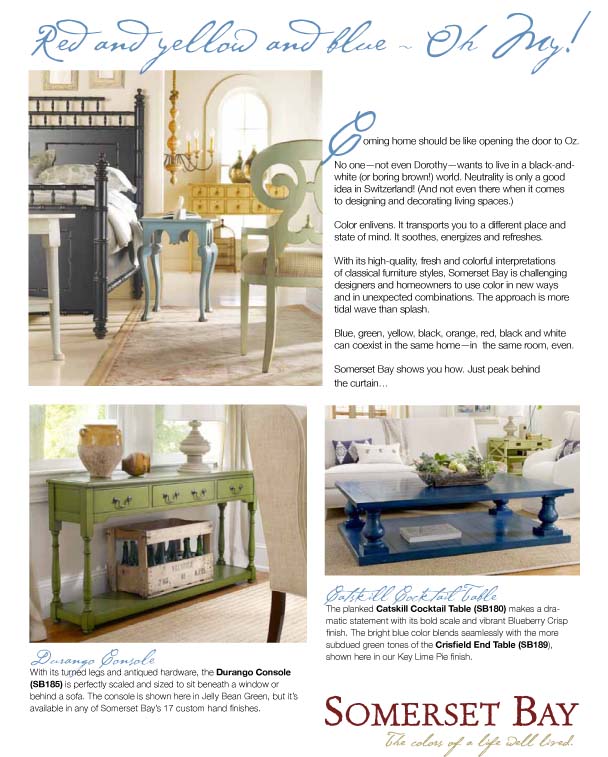 Red and yellow and blue ~ Oh My!
Coming home should be like opening the door to Oz.
No one—not even Dorothy—wants to live in a black-and-
white (or boring brown!) world. Neutrality is only a good
idea in Switzerland! (And not even there when it comes
to designing and decorating living spaces.)
Color enlivens. It transports you to a different place and
state of mind. It soothes, energizes and refreshes.
With its high-quality, fresh and colorful interpretations
of classical furniture styles, Somerset Bay is challenging
designers and homeowners to use color in new ways
and in unexpected combinations. The approach is more
tidal wave than splash.
Blue, green, yellow, black, orange, red, black and white
can coexist in the same home—in the same room, even.
Somerset Bay shows you how. Just peak behind
the curtain…
Durango Console
With its turned legs and antiqued hardware, the Durango Console
(SB185) is perfectly scaled and sized to sit beneath a window or
behind a sofa. The console is shown here in Jelly Bean Green, but it's
available in any of Somerset Bay's 17 custom hand finishes.
Catskill Cocktail Table
The planked Catskill Cocktail Table (SB180) makes a dra-
matic statement with its bold scale and vibrant Blueberry Crisp
finish. The bright blue color blends seamlessly with the more
subdued green tones of the Crisfield End Table (SB189),
shown here in our Key Lime Pie finish.
SOMERSET BAY
The colors of a life well lived.